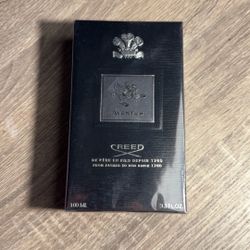 AVENTUS
CREED
DE PÈRE EN FILS DEPUIS 1760
FROM FATHER TO SON SINCE 1760
100 ML
3.3 FL.OZ